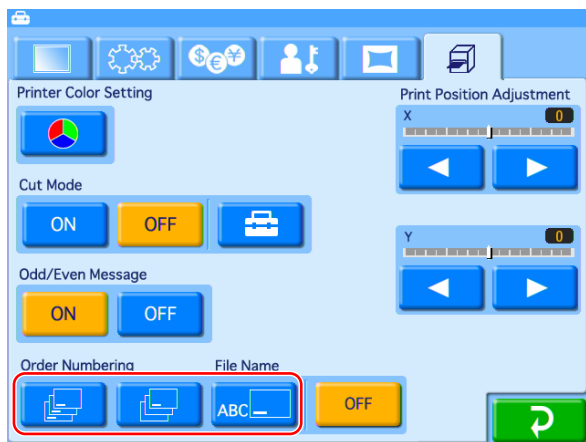 $ € ¥
Printer Color Setting
Print Position Adjustment
X 0
Cut Mode
ON OFF
Y 0
Odd/Even Message
ON OFF
Order Numbering File Name
ABC OFF